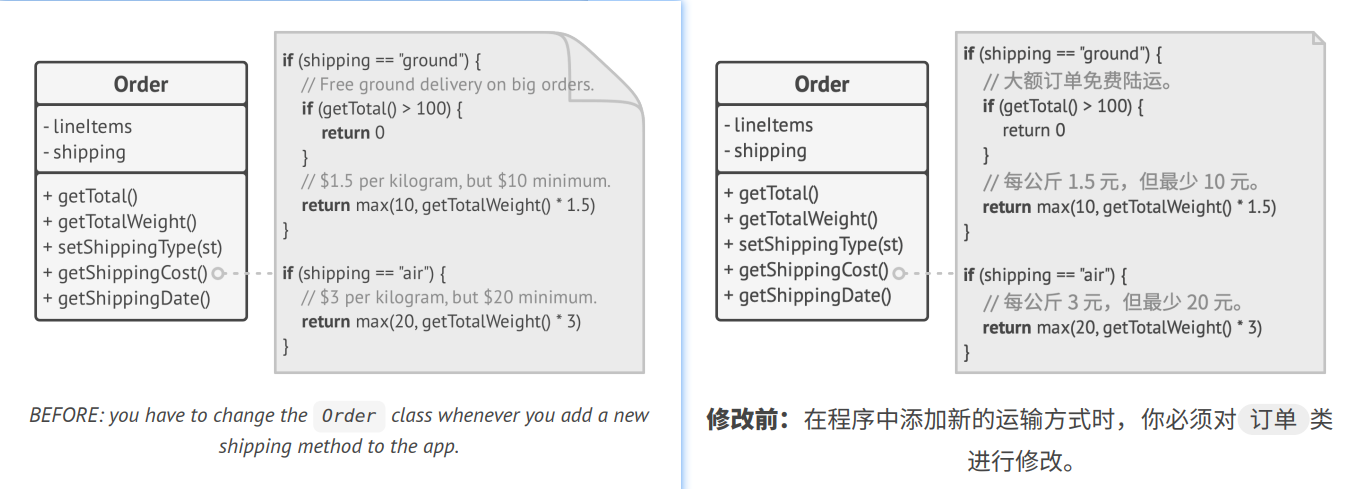 Order
- lineItems
- shipping
+ getTotal()
+ getTotalWeight()
+ setShippingType(st)
+ getShippingCost()
+ getShippingDate()
if (shipping == "ground") {
// Free ground delivery on big orders.
if (getTotal() > 100) {
return 0
}
// $1.5 per kilogram, but $10 minimum.
return max(10, getTotalWeight() * 1.5)
}
if (shipping == "air") {
// $3 per kilogram, but $20 minimum.
return max(20, getTotalWeight() * 3)
}
BEFORE: you have to change the Order class whenever you add a new
shipping method to the app.
Order
- lineItems
- shipping
+ getTotal()
+ getTotalWeight()
+ setShippingType(st)
+ getShippingCost()
+ getShippingDate()
if (shipping == "ground") {
// 大额订单免费陆运。
if (getTotal() > 100) {
return 0
}
// 每公斤 1.5 元，但最少 10 元。
return max(10, getTotalWeight() * 1.5)
}
if (shipping == "air") {
// 每公斤 3 元，但最少 20 元。
return max(20, getTotalWeight() * 3)
}
修改前：在程序中添加新的运输方式时，你必须对 订单 类
进行修改。